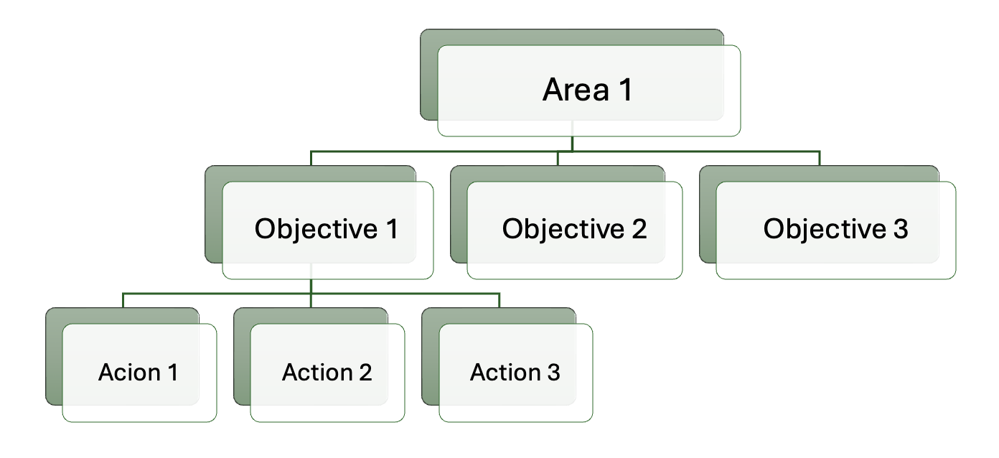 Area 1
Objective 1
Objective 2
Objective 3
Acion 1
Action 2
Action 3